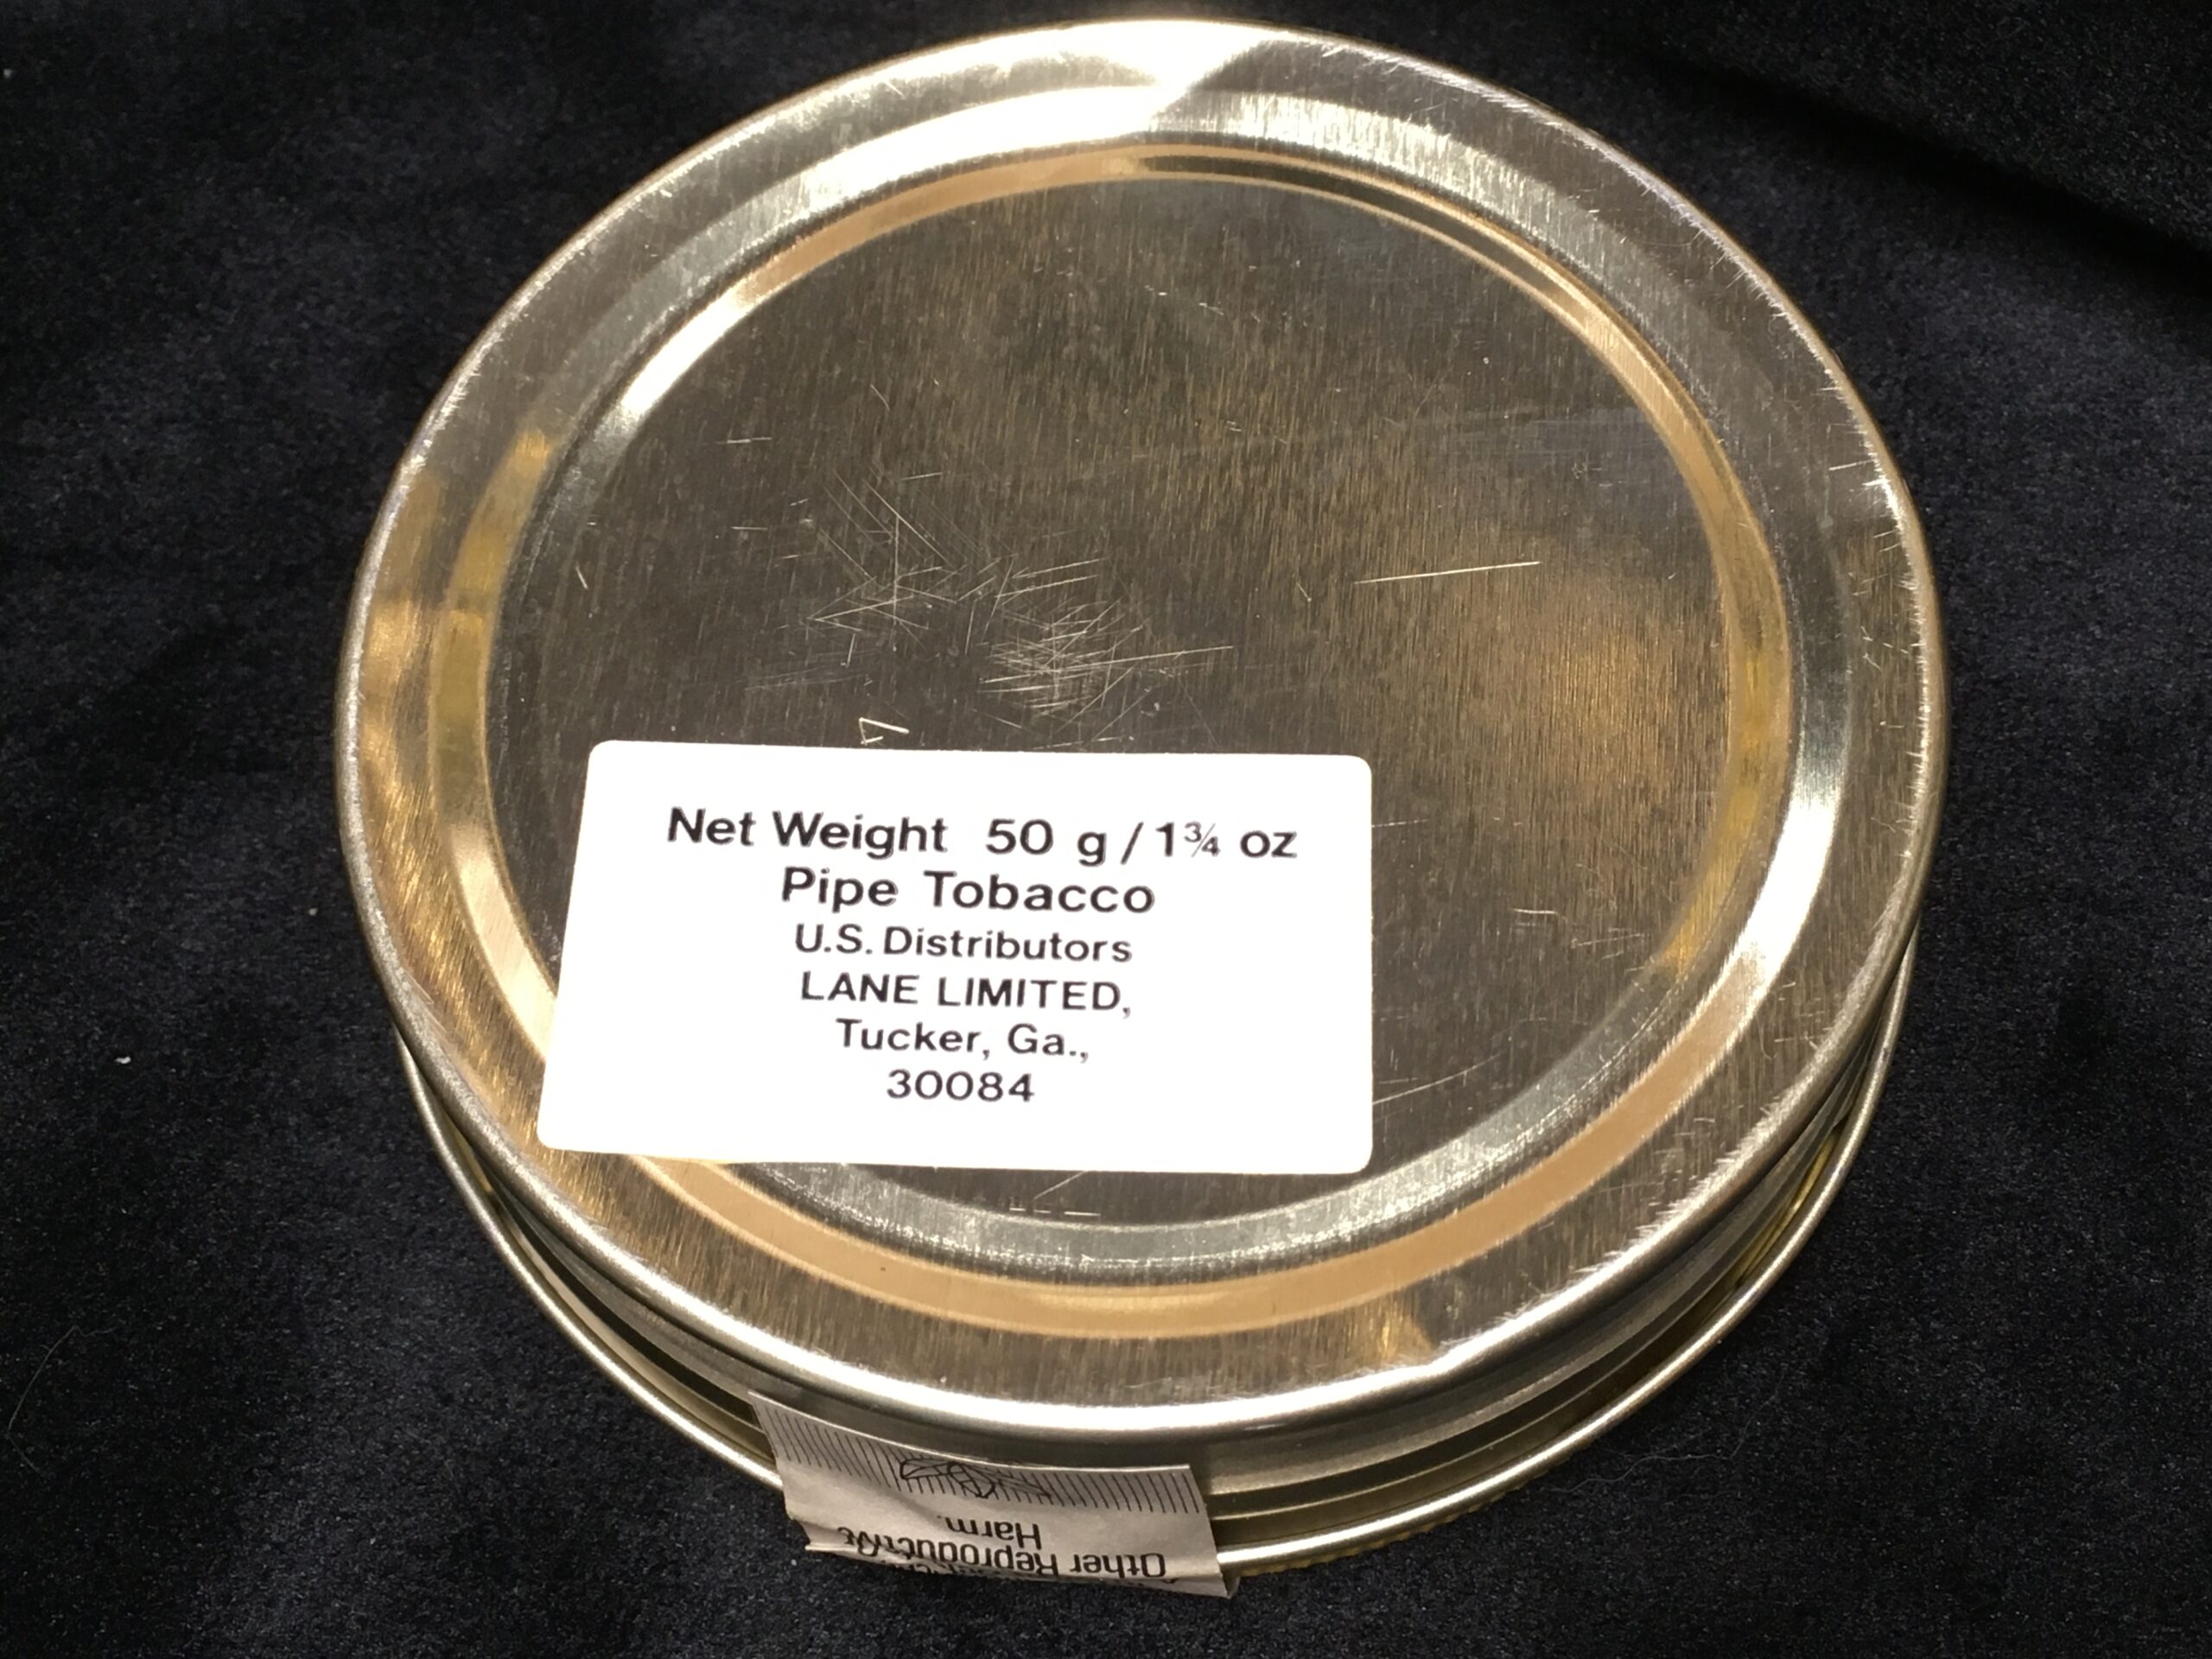 Net Weight 50 g / 1¾ oz
Pipe Tobacco
U.S. Distributors
LANE LIMITED,
Tucker, Ga.,
30084
Other Reproductive
Harm.